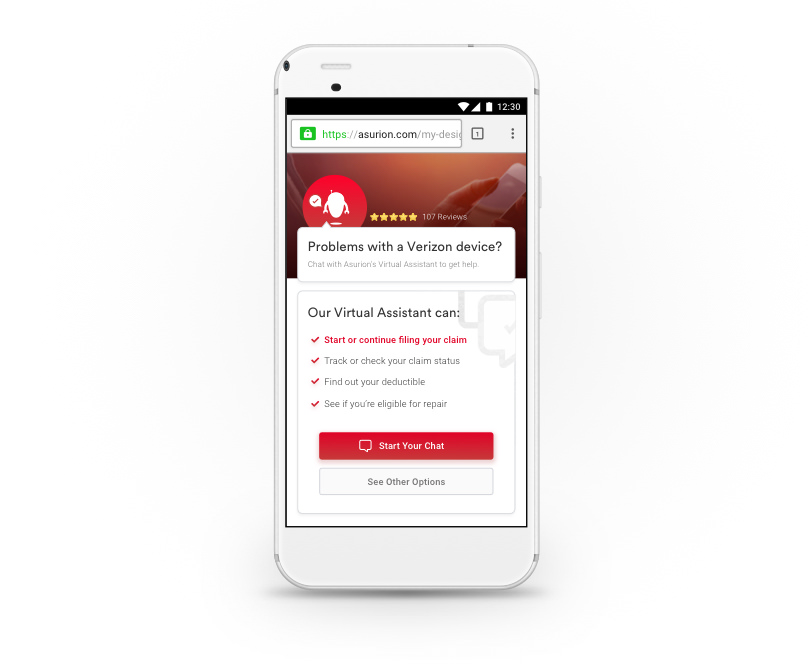 12:30
https://asurion.com/my-desig
1
107 Reviews
Problems with a Verizon device?
Chat with Asurion's Virtual Assistant to get help.
Our Virtual Assistant can:
Start or continue filing your claim
Track or check your claim status
Find out your deductible
See if you're eligible for repair
Start Your Chat
See Other Options